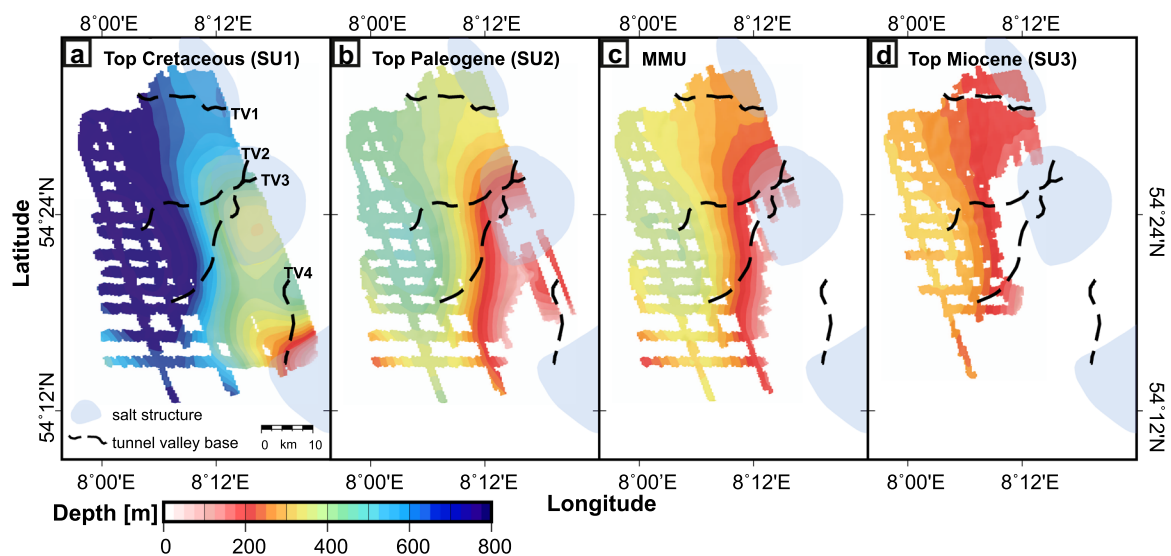 8°00'E 8°12'E 8°00'E 8°12'E 8°00'E 8°12'E 8°00'E 8°12'E
a Top Cretaceous (SU1) b Top Paleogene (SU2) c MMU d Top Miocene (SU3)
TV1
TV2
TV3
TV4
Latitude
54°24'N
54°12'N
54°24'N
54°12'N
salt structure
tunnel valley base
0 km 10
8°00'E 8°12'E 8°00'E 8°12'E 8°00'E 8°12'E 8°00'E 8°12'E
Longitude
Depth [m]
0 200 400 600 800